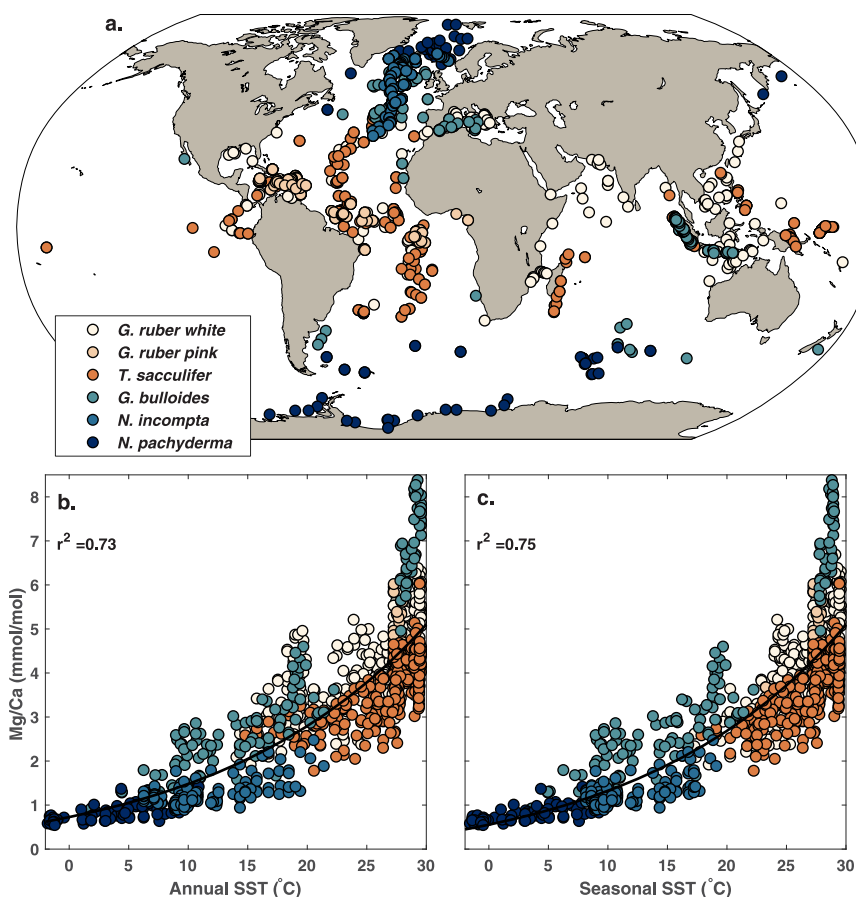 a.
G. ruber white
G. ruber pink
T. sacculifer
G. bulloides
N. incompta
N. pachyderma
b.
r² =0.73
8
7
6
5
4
3
2
1
0
Mg/Ca (mmol/mol)
0 5 10 15 20 25 30
Annual SST (°C)
c.
r² =0.75
0 5 10 15 20 25 30
Seasonal SST (°C)